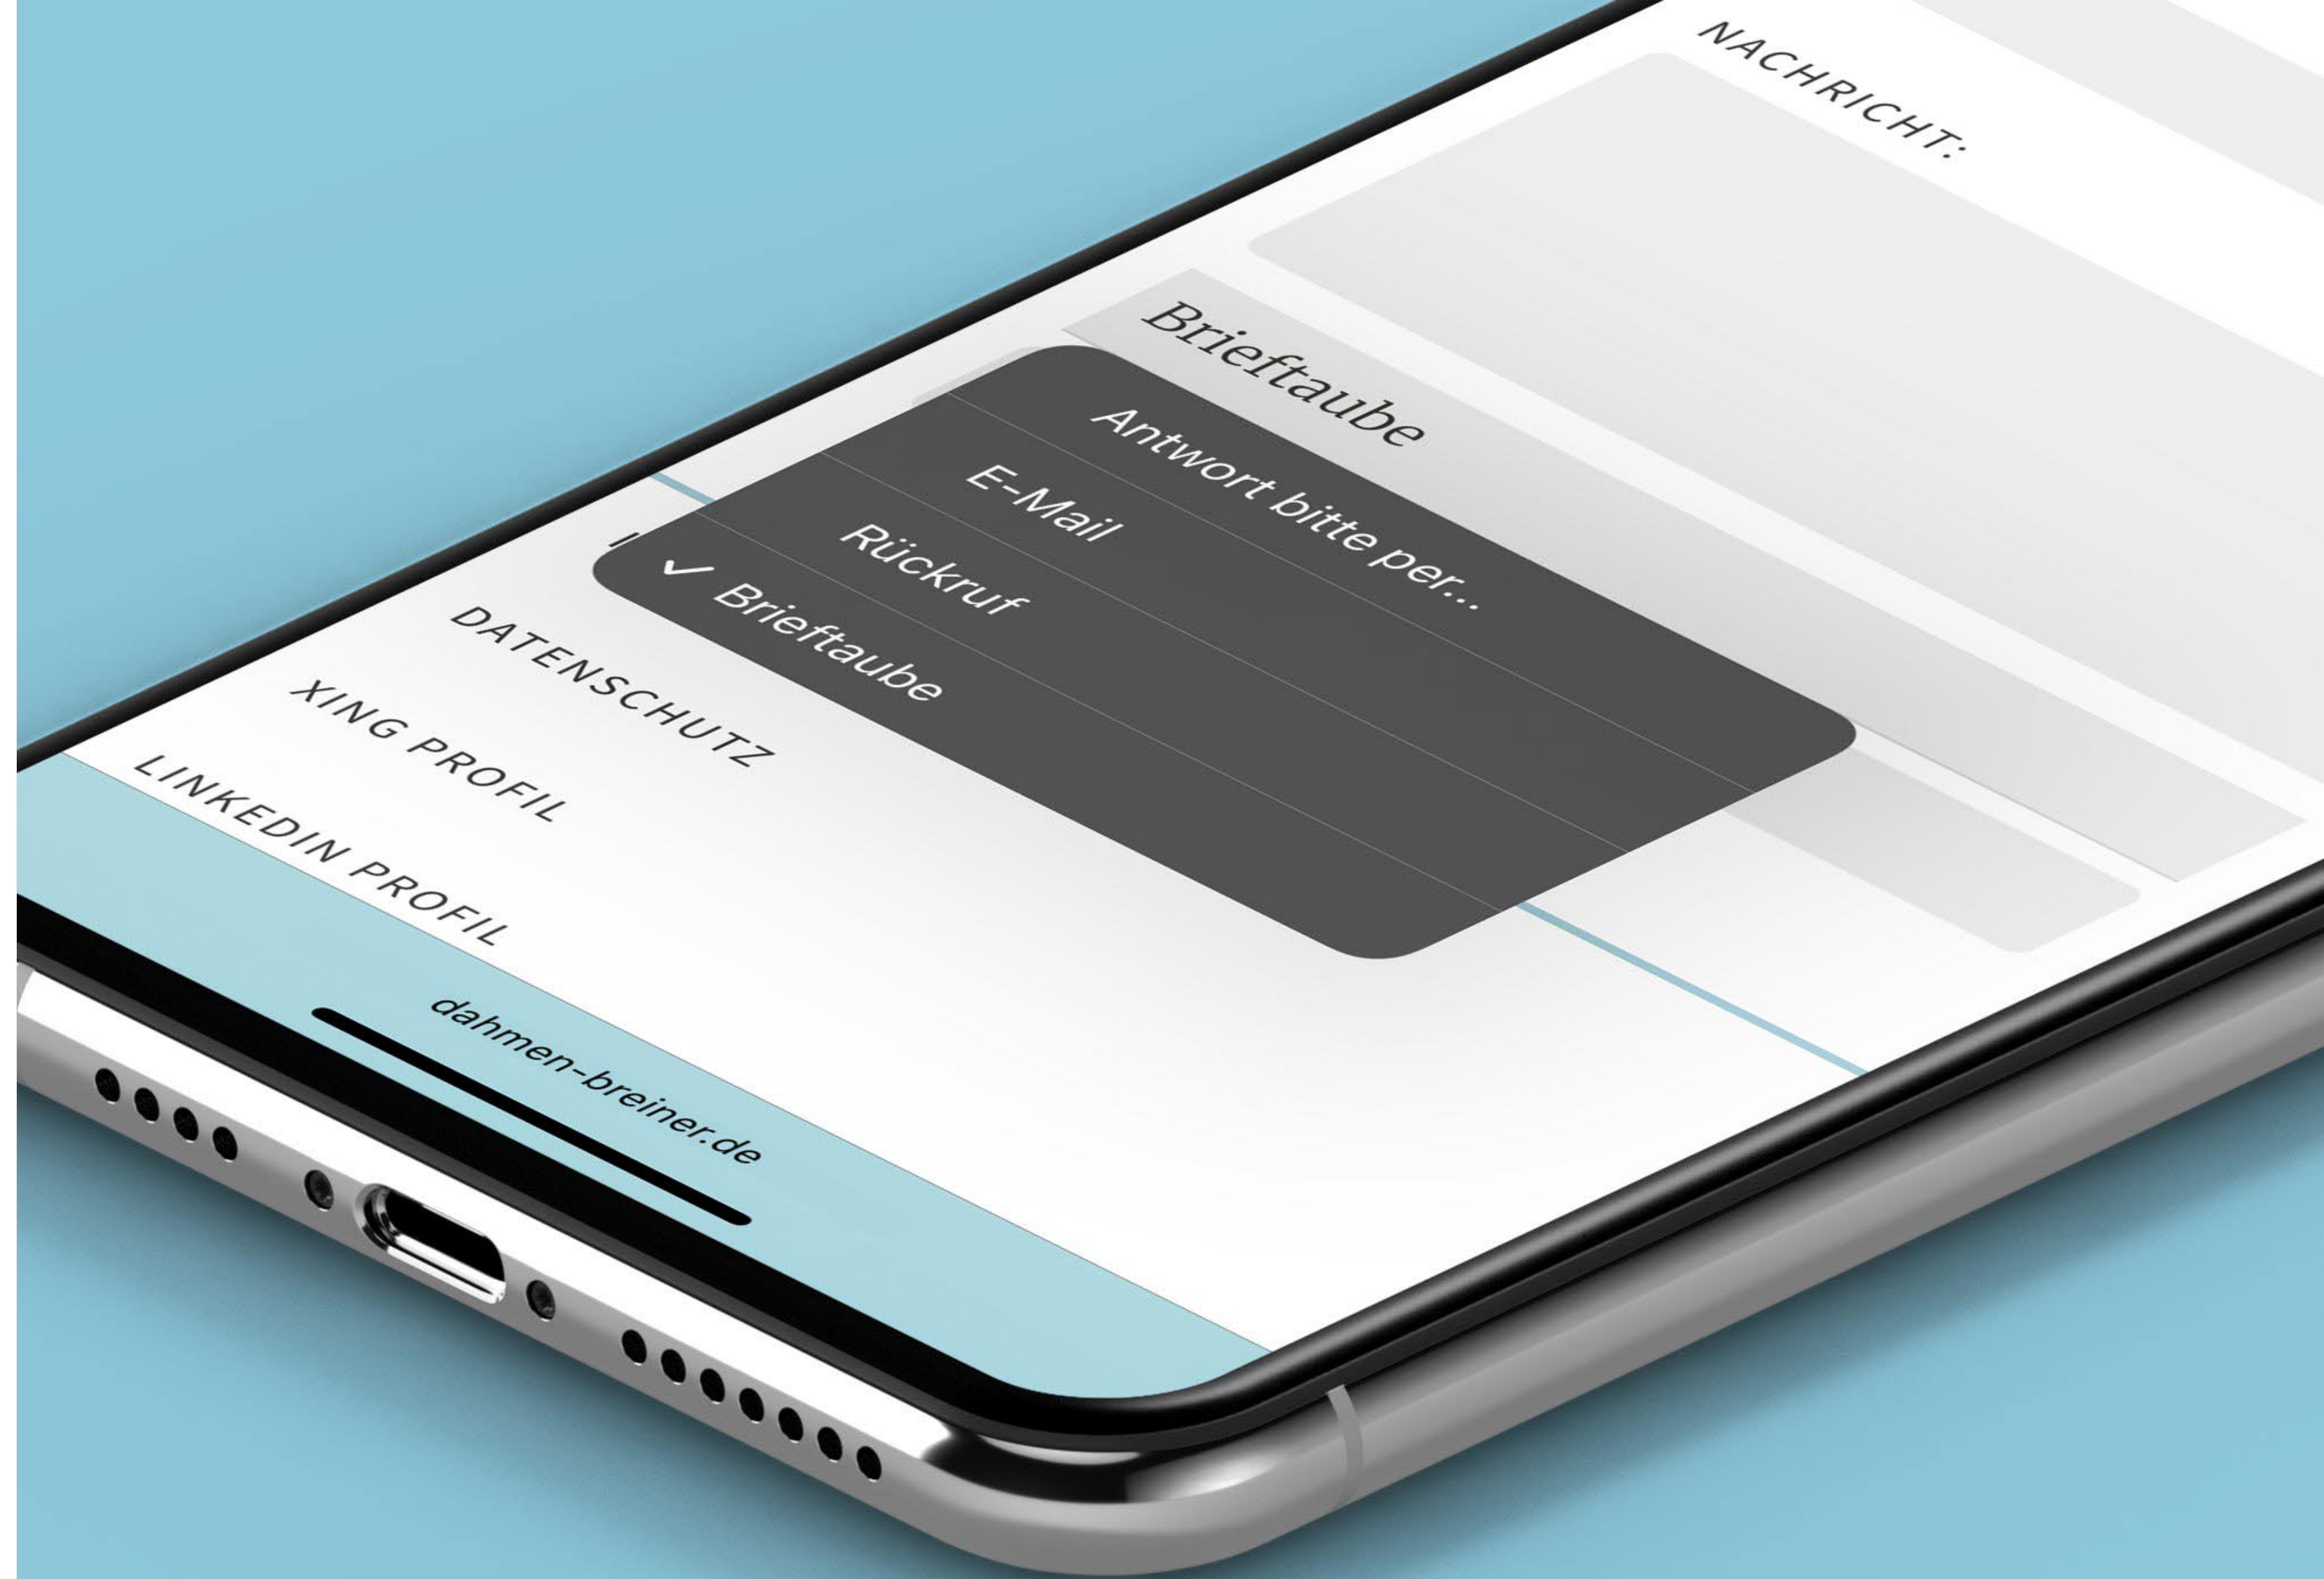 NACHRICHT:
Brieftaube
Antwort bitte per...
E-Mail
Rückruf
✓ Brieftaube
DATENSCHUTZ
XING PROFIL
LINKEDIN PROFIL
dahmen-breiner.de